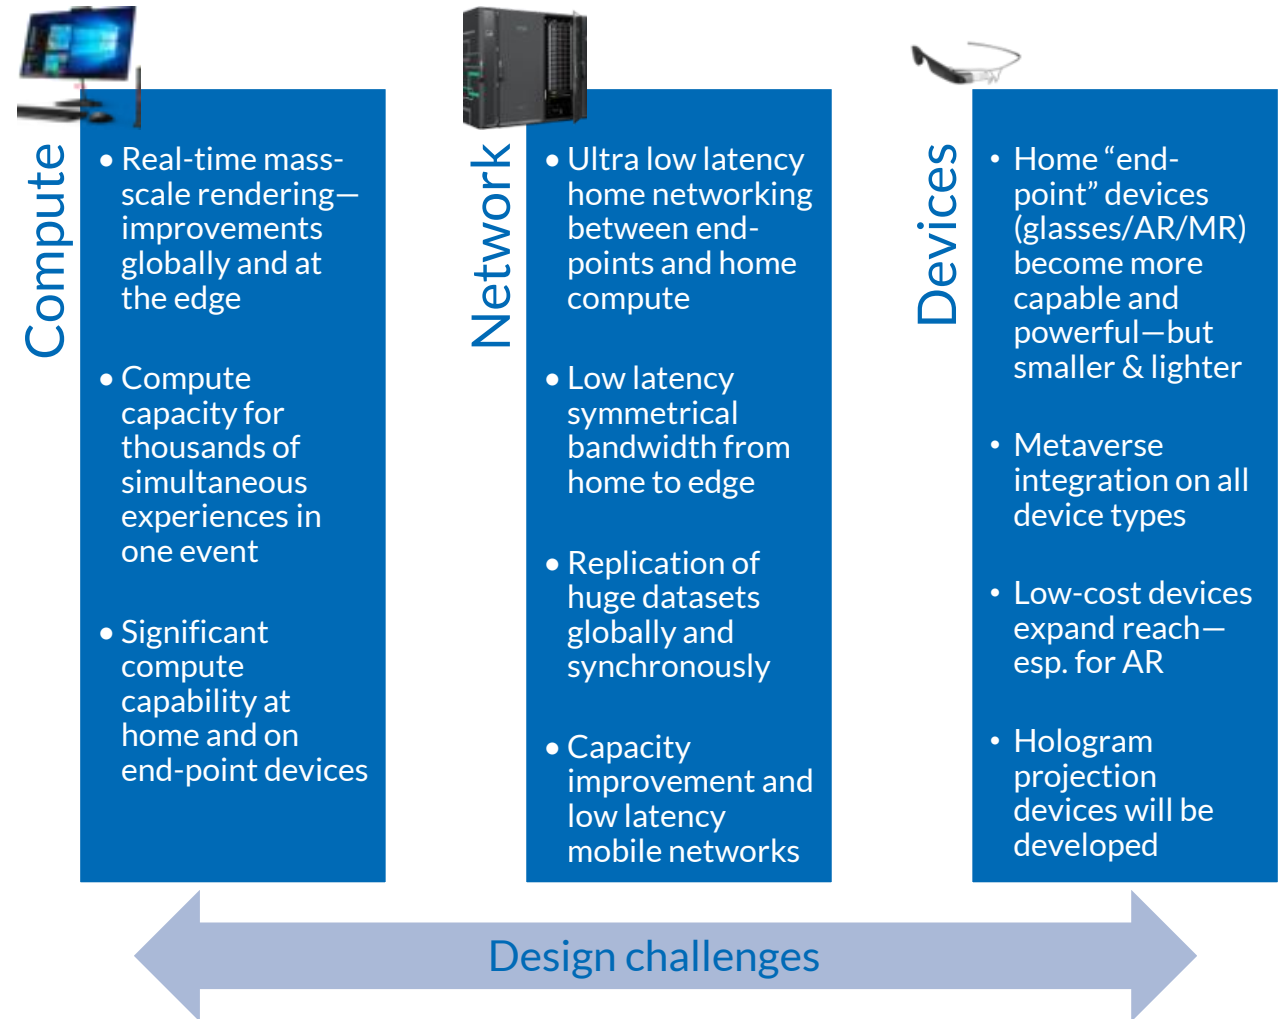 Compute
• Real-time mass-
scale rendering—
improvements
globally and at
the edge
• Compute
capacity for
thousands of
simultaneous
experiences in
one event
• Significant
compute
capability at
home and on
end-point devices
Network
• Ultra low latency
home networking
between end-
points and home
compute
• Low latency
symmetrical
bandwidth from
home to edge
• Replication of
huge datasets
globally and
synchronously
• Capacity
improvement and
low latency
mobile networks
Devices
• Home “end-
point” devices
(glasses/AR/MR)
become more
capable and
powerful—but
smaller & lighter
• Metaverse
integration on all
device types
• Low-cost devices
expand reach—
esp. for AR
• Hologram
projection
devices will be
developed
Design challenges